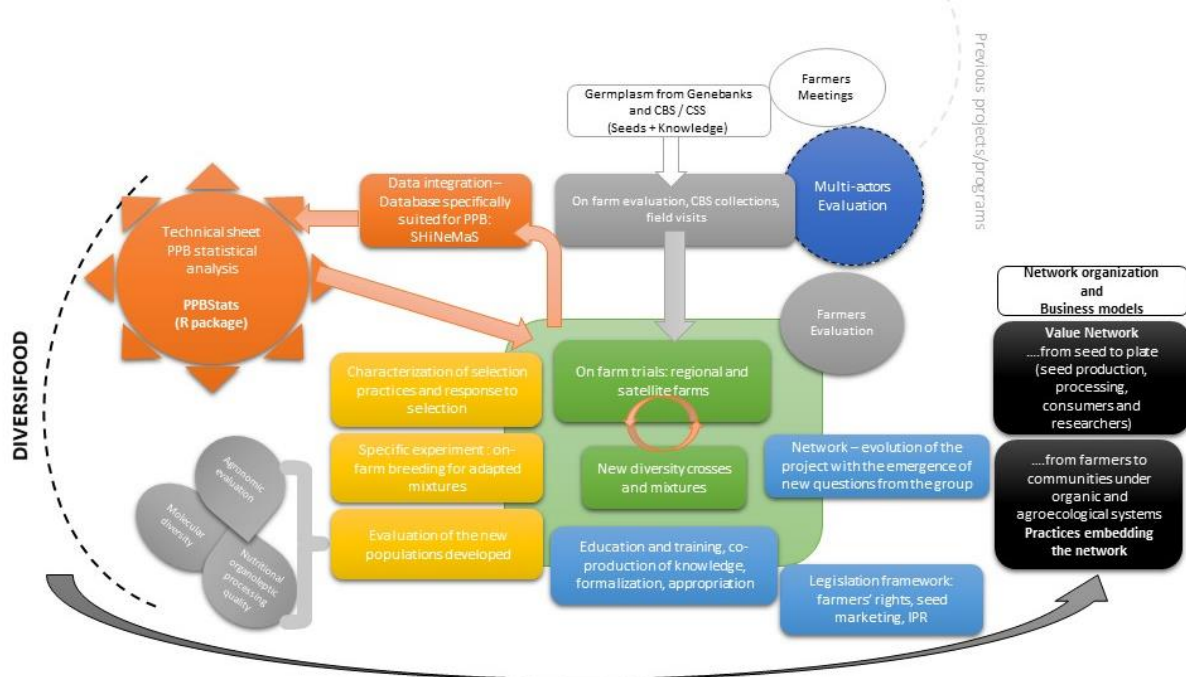 Previous projects/programs
Farmers
Meetings
Germplasm from Genebanks
and CBS / CSS
(Seeds + Knowledge)
Multi-actors
Evaluation
On farm evaluation, CBS collections,
field visits
Data integration –
Database specifically
suited for PPB:
SHiNeMaS
Technical sheet
PPB statistical
analysis
PPBStats
(R package)
DIVERSIFOOD
Farmers
Evaluation
Network organization
and
Business models
Value Network
....from seed to plate
(seed production,
processing,
consumers and
researchers)
....from farmers to
communities under
organic and
agroecological systems
Practices embedding
the network
Characterization of selection
practices and response to
selection
On farm trials: regional and
satellite farms
Specific experiment : on-
farm breeding for adapted
mixtures
New diversity crosses
and mixtures
Network – evolution of the
project with the emergence of
new questions from the group
Evaluation of the new
populations developed
Agronomic
evaluation
Molecular
diversity
Nutritional
organoleptic
processing
quality
Education and training, co-
production of knowledge,
formalization, appropriation
Legislation framework:
farmers' rights, seed
marketing, IPR